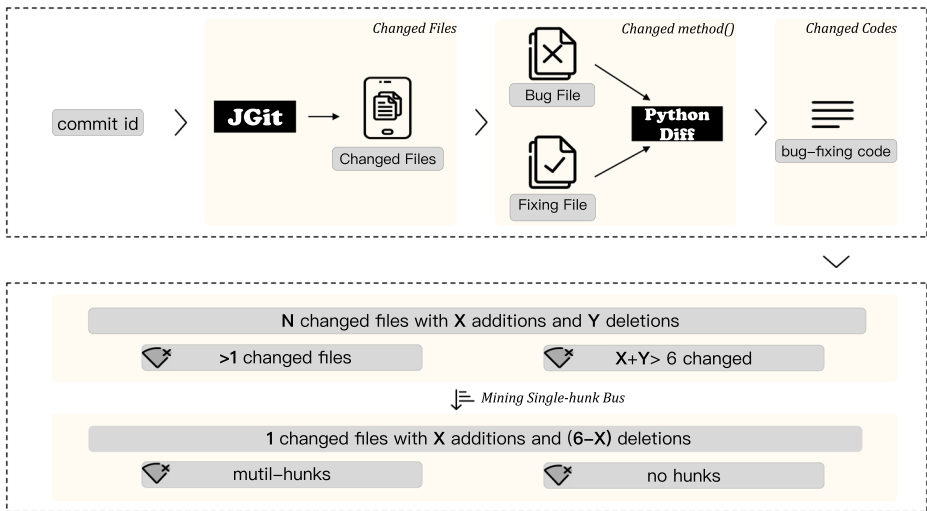 Changed Files
Changed method()
Changed Codes
commit id
JGit
Changed Files
Bug File
Fixing File
Python
Diff
bug-fixing code
N changed files with X additions and Y deletions
>1 changed files
X+Y> 6 changed
Mining Single-hunk Bus
1 changed files with X additions and (6-X) deletions
mutil-hunks
no hunks